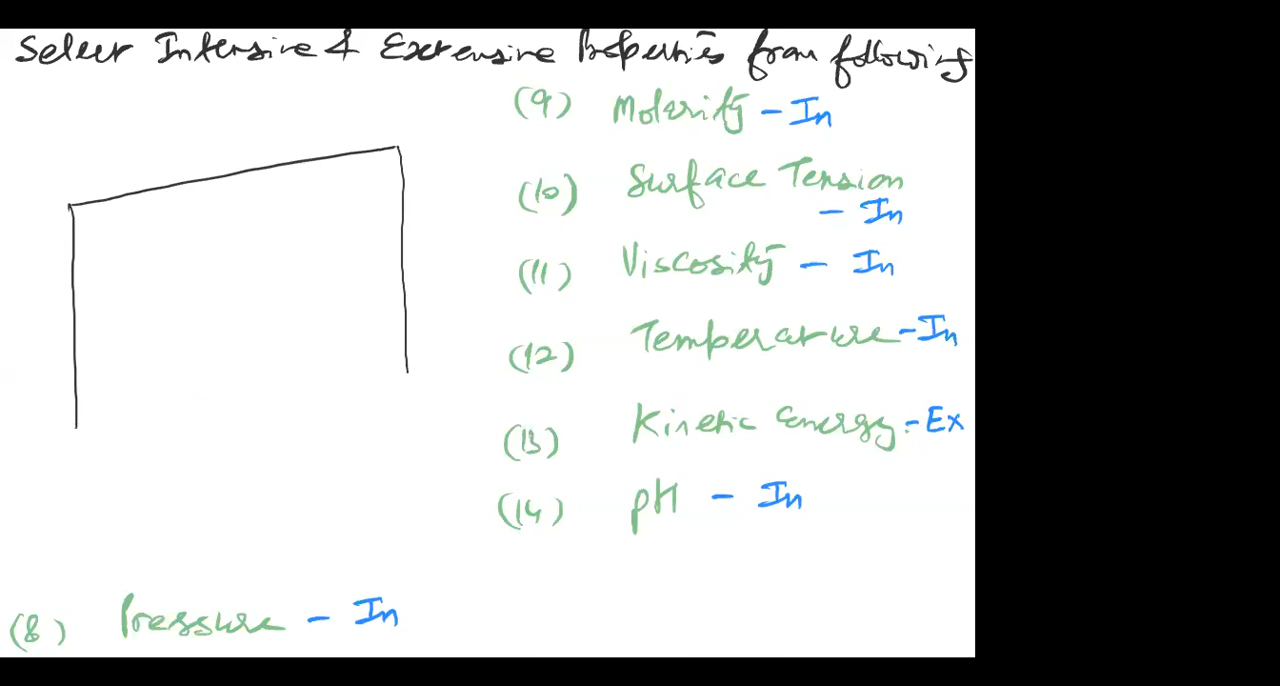 Select Intensive & Extensive Properties from following
(9) Molarity - In
(10) Surface Tension
- In
(11) Viscosity - In
(12) Temperature - In
(13) Kinetic Energy - Ex
(14) pH - In
(8) Pressure - In